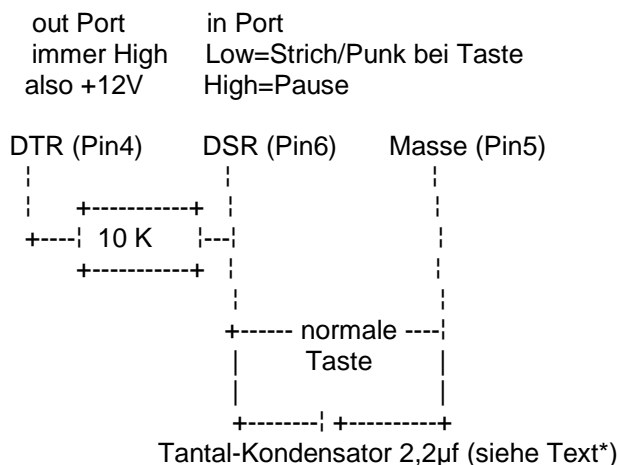 out Port in Port
immer High Low=Strich/Punk bei Taste
also +12V High=Pause
DTR (Pin4) DSR (Pin6) Masse (Pin5)
¦ ¦ ¦
¦ +------------+ ¦ ¦
+----¦ 10 K ¦---¦ ¦
+-----------+ ¦ ¦
¦ ¦
+------ normale ----¦
| Taste |
| |
+--------¦ +-----------+
Tantal-Kondensator 2,2µf (siehe Text*)